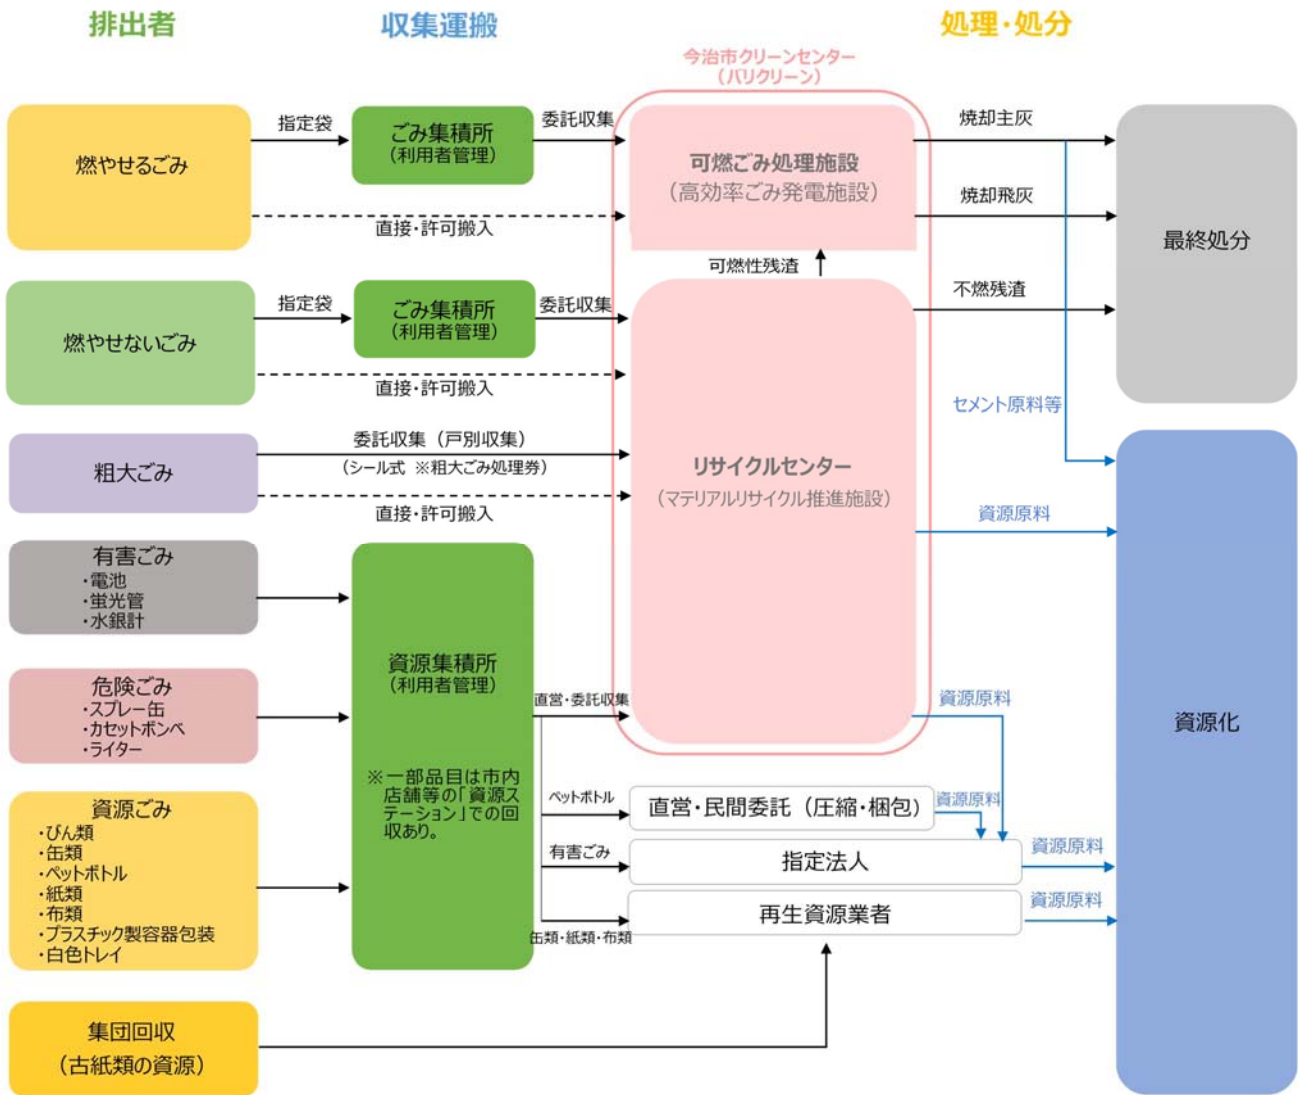 排出者
収集運搬
処理・処分
今治市クリーンセンター
(バリクリーン)
燃やせるごみ
指定袋
ごみ集積所
(利用者管理)
委託収集
直接・許可搬入
可燃ごみ処理施設
(高効率ごみ発電施設)
焼却主灰
焼却飛灰
最終処分
可燃性残渣
燃やせないごみ
指定袋
ごみ集積所
(利用者管理)
委託収集
直接・許可搬入
不燃残渣
セメント原料等
粗大ごみ
委託収集(戸別収集)
(シール式 ※粗大ごみ処理券)
直接・許可搬入
リサイクルセンター
(マテリアルリサイクル推進施設)
資源原料
有害ごみ
・電池
・蛍光管
・水銀計
危険ごみ
・スプレー缶
・カセットボンベ
・ライター
資源集積所
(利用者管理)
※一部品目は市内
店舗等の「資源ス
テーション」での回
収あり。
直営・委託収集
資源原料
資源化
資源ごみ
・びん類
・缶類
・ペットボトル
・紙類
・布類
・プラスチック製容器包装
・白色トレイ
ペットボトル
直営・民間委託(圧縮・梱包)
資源原料
有害ごみ
指定法人
資源原料
缶類・紙類・布類
再生資源業者
資源原料
集団回収
(古紙類の資源)